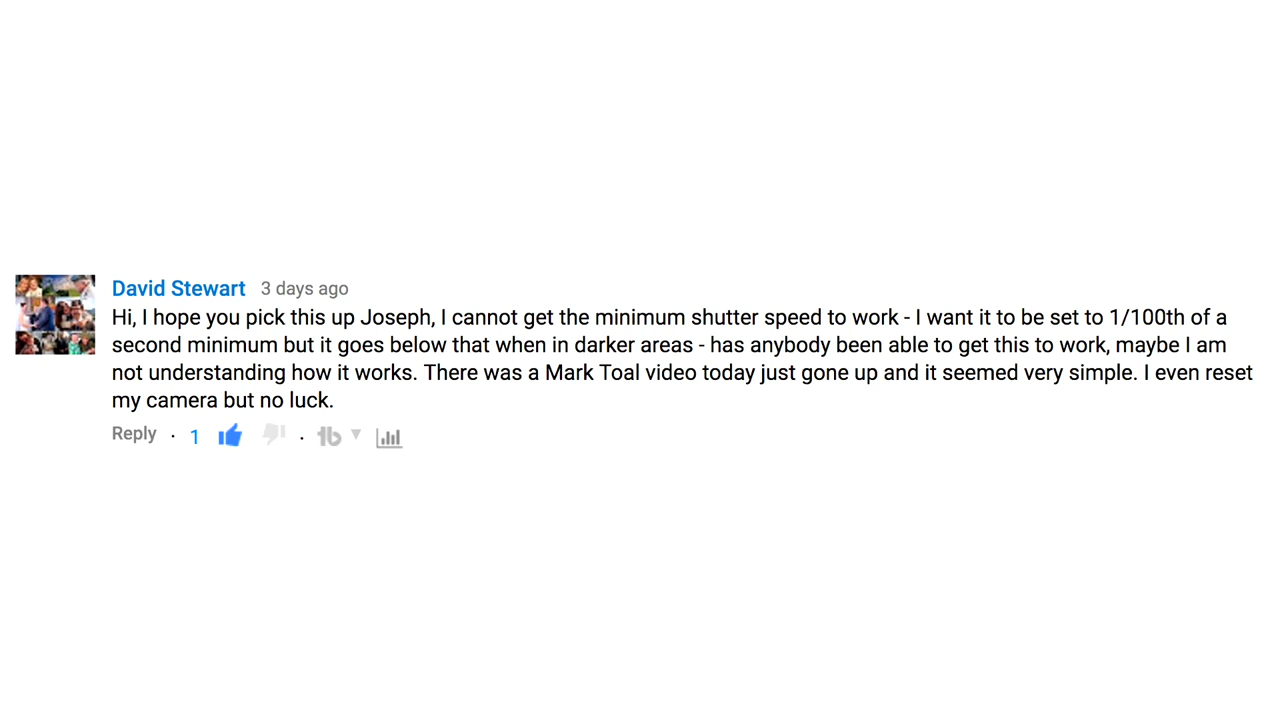 David Stewart 3 days ago
Hi, I hope you pick this up Joseph, I cannot get the minimum shutter speed to work - I want it to be set to 1/100th of a
second minimum but it goes below that when in darker areas - has anybody been able to get this to work, maybe I am
not understanding how it works. There was a Mark Toal video today just gone up and it seemed very simple. I even reset
my camera but no luck.
Reply · 1 · tb